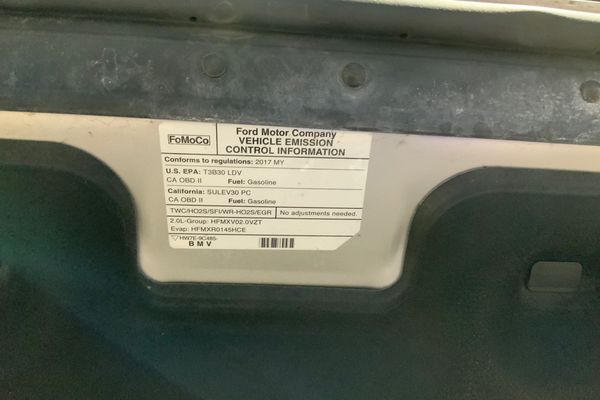 FoMoCo
Ford Motor Company
VEHICLE EMISSION
CONTROL INFORMATION
Conforms to regulations: 2017 MY
U.S. EPA: T3B30 LDV
CA OBD II Fuel: Gasoline
California: SULEV30 PC
CA OBD II Fuel: Gasoline
TWC/HO2S/SFI/WR-HO2S/EGR No adjustments needed.
2.0L-Group: HFMXV02.0VZT
Evap: HFMXR0145HCE
HW7E-9C485-
B M V